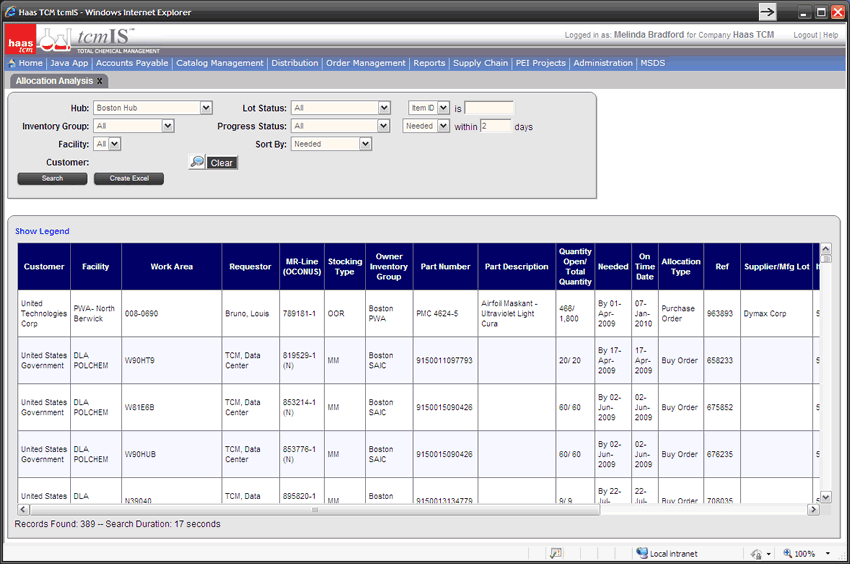 Haas TCM tcmIS - Windows Internet Explorer
haas tcm
tcmIS™
TOTAL CHEMICAL MANAGEMENT
Logged in as: Melinda Bradford for Company Haas TCM Logout | Help
Home | Java App | Accounts Payable | Catalog Management | Distribution | Order Management | Reports | Supply Chain | PEI Projects | Administration | MSDS
Allocation Analysis x
Hub: Boston Hub Lot Status: All Item ID is
Inventory Group: All Progress Status: All Needed within 2 days
Facility: All Sort By: Needed
Customer: Clear
Search Create Excel
Show Legend
Customer Facility Work Area Requestor MR-Line (OCONUS) Stocking Type Owner Inventory Group Part Number Part Description Quantity Open/ Total Quantity Needed On Time Date Allocation Type Ref Supplier/Mfg Lot
United Technologies Corp PWA- North Berwick 008-0690 Bruno, Louis 789181-1 OOR Boston PWA PMC 4624-5 Airfoil Maskant - Ultraviolet Light Cura 466/ 1,800 By 01-Apr-2009 07-Jan-2010 Purchase Order 963893 Dymax Corp 5
United States Government DLA POLCHEM W90HT9 TCM, Data Center 819529-1 (N) MM Boston SAIC 9150011097793 20/ 20 By 17-Apr-2009 17-Apr-2009 Buy Order 658233
United States Government DLA POLCHEM W81E6B TCM, Data Center 853214-1 (N) MM Boston SAIC 9150015090426 60/ 60 By 02-Jun-2009 02-Jun-2009 Buy Order 675852 5
United States Government DLA POLCHEM W90HUB TCM, Data Center 853776-1 (N) MM Boston SAIC 9150015090426 60/ 60 By 02-Jun-2009 02-Jun-2009 Buy Order 676235 5
United States DLA N39040 TCM, Data 895820-1 MM Boston 9150013134779 9/ 9 By 22-Jul- 22-Jul- Buy Order 708035 5
Records Found: 389 -- Search Duration: 17 seconds
Local intranet 100%